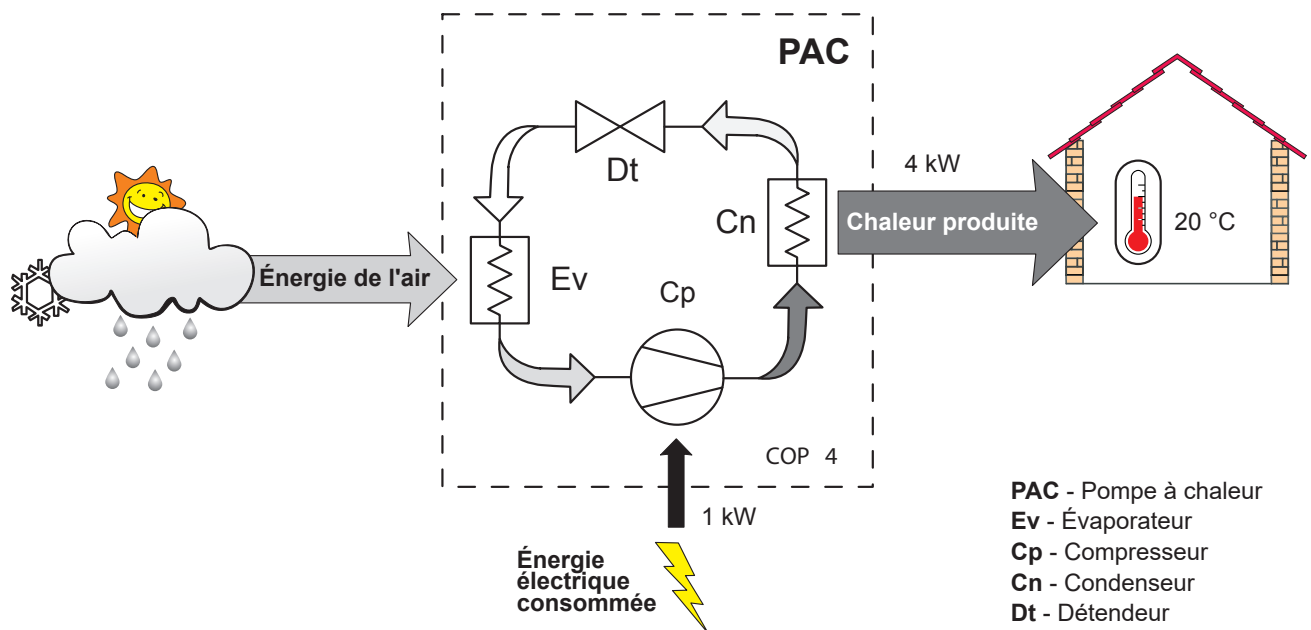 PAC
Dt
4 kW
Cn
Chaleur produite
20 °C
Énergie de l'air
Ev
Cp
COP 4
1 kW
Énergie
électrique
consommée
PAC - Pompe à chaleur
Ev - Évaporateur
Cp - Compresseur
Cn - Condenseur
Dt - Détendeur